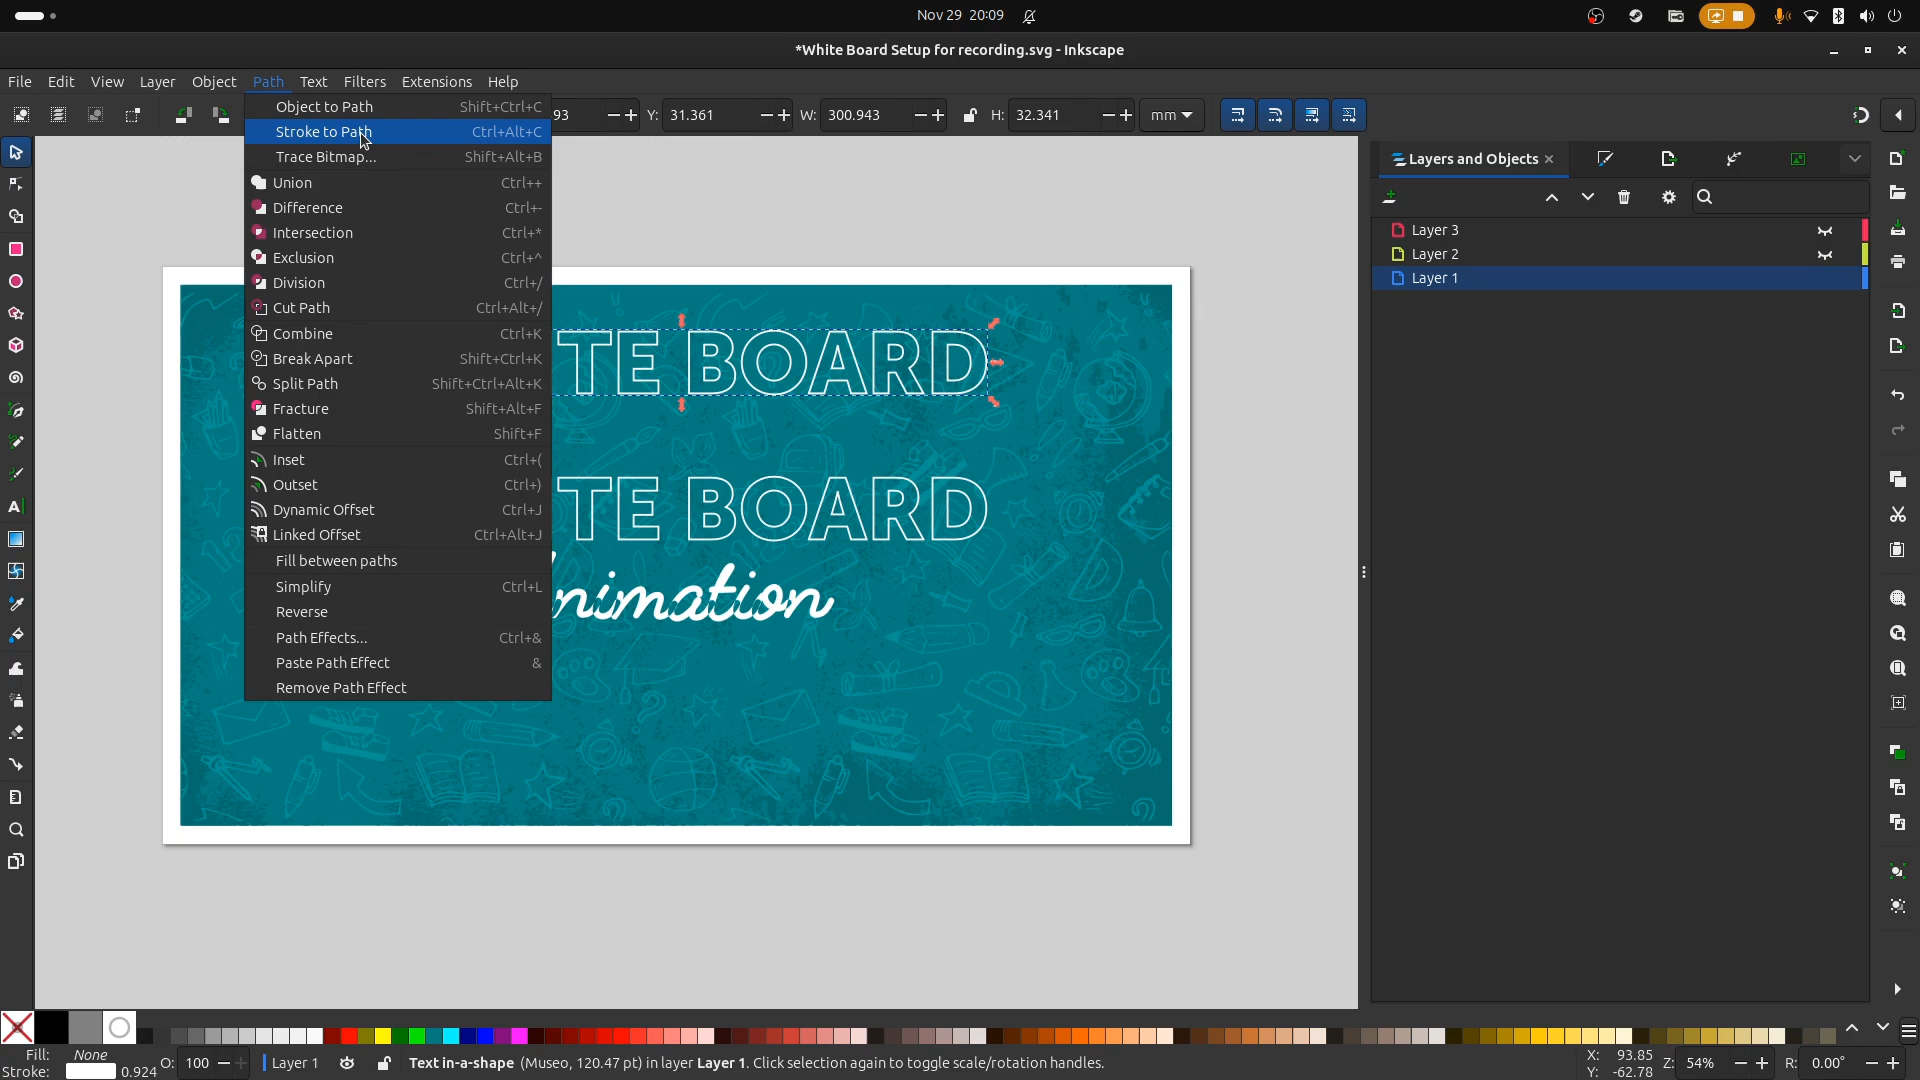 Nov 29 20:09
*White Board Setup for recording.svg - Inkscape
File Edit View Layer Object Path Text Filters Extensions Help
93 Y: 31.361 W: 300.943 H: 32.341 mm
Object to Path Shift+Ctrl+C
Stroke to Path Ctrl+Alt+C
Trace Bitmap... Shift+Alt+B
Union Ctrl++
Difference Ctrl+-
Intersection Ctrl+*
Exclusion Ctrl+^
Division Ctrl+/
Cut Path Ctrl+Alt+/
Combine Ctrl+K
Break Apart Shift+Ctrl+K
Split Path Shift+Ctrl+Alt+K
Fracture Shift+Alt+F
Flatten Shift+F
Inset Ctrl+(
Outset Ctrl+)
Dynamic Offset Ctrl+J
Linked Offset Ctrl+Alt+J
Fill between paths
Simplify Ctrl+L
Reverse
Path Effects... Ctrl+&
Paste Path Effect &
Remove Path Effect
TE BOARD
TE BOARD
nimation
Layers and Objects
Layer 3
Layer 2
Layer 1
Fill: None
Stroke: 0.924
O: 100
Layer 1
Text in-a-shape (Museo, 120.47 pt) in layer Layer 1. Click selection again to toggle scale/rotation handles.
X: 93.85
Y: -62.78
Z: 54%
R: 0.00°